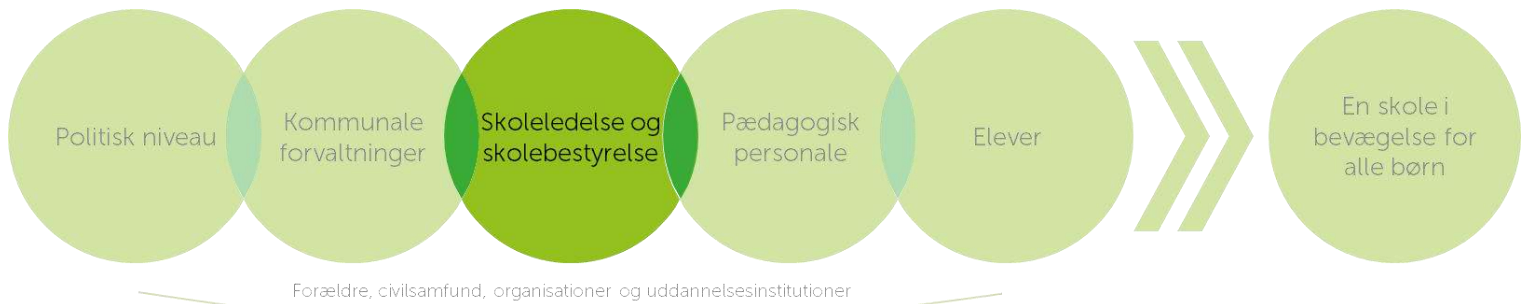 Politisk niveau
Kommunale
forvaltninger
Skoleledelse og
skolebestyrelse
Pædagogisk
personale
Elever
En skole i
bevægelse for
alle børn
Forældre, civilsamfund, organisationer og uddannelsesinstitutioner